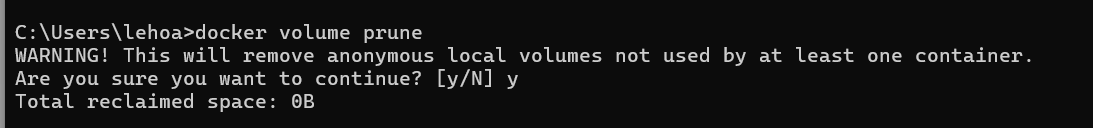 C:\Users\lehoa>docker volume prune
WARNING! This will remove anonymous local volumes not used by at least one container.
Are you sure you want to continue? [y/N] y
Total reclaimed space: 0B